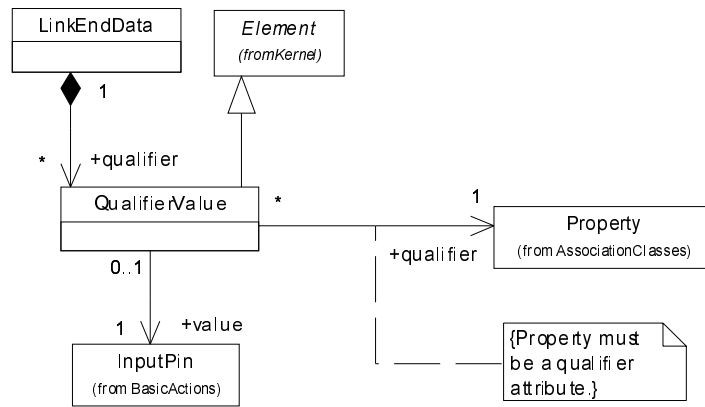 LinkEndData
Element
(fromKernel)
1
*
+qualifier
QualifierValue
*
1
Property
(from AssociationClasses)
+qualifier
0..1
1
+value
InputPin
(from BasicActions)
{Property must
be a qualifier
attribute.}